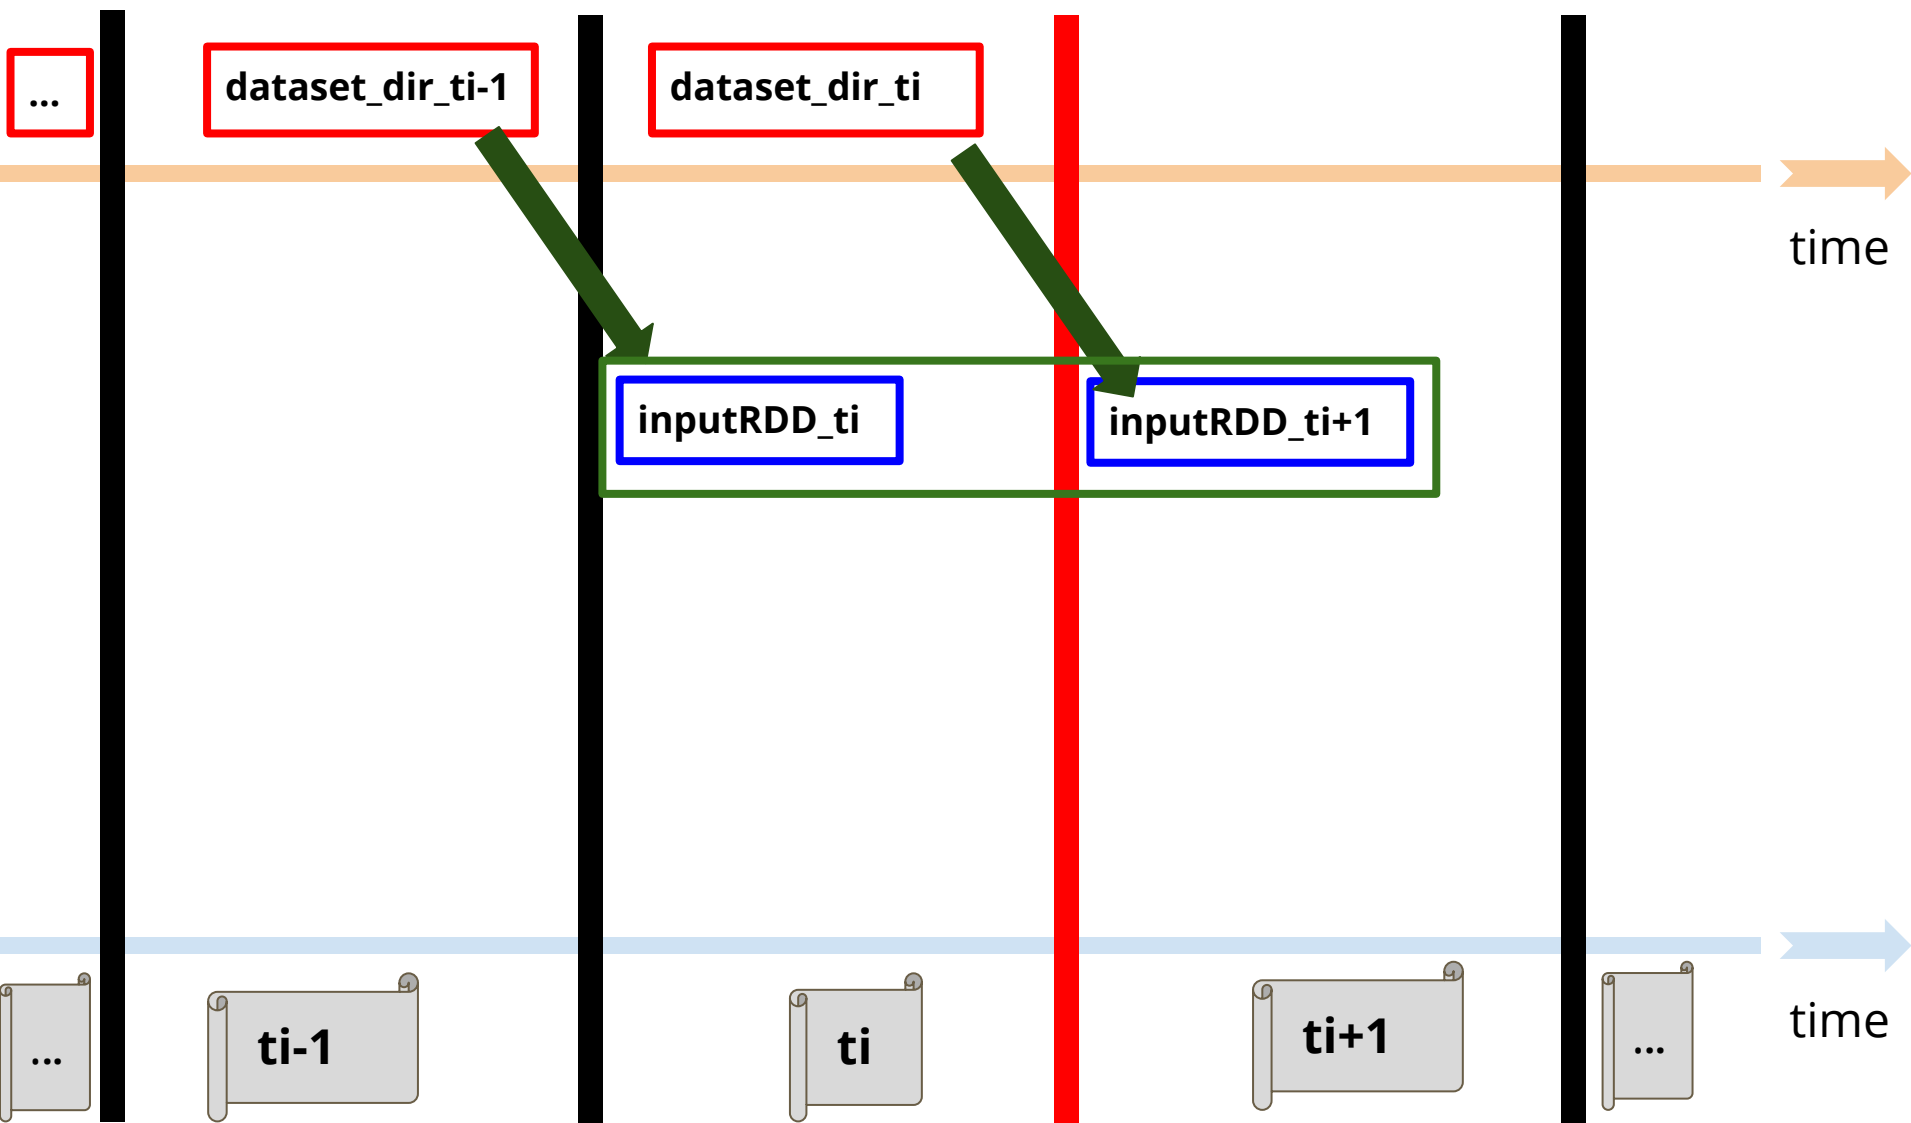 ...
dataset_dir_ti-1
dataset_dir_ti
time
inputRDD_ti
inputRDD_ti+1
...
ti-1
ti
ti+1
...
time